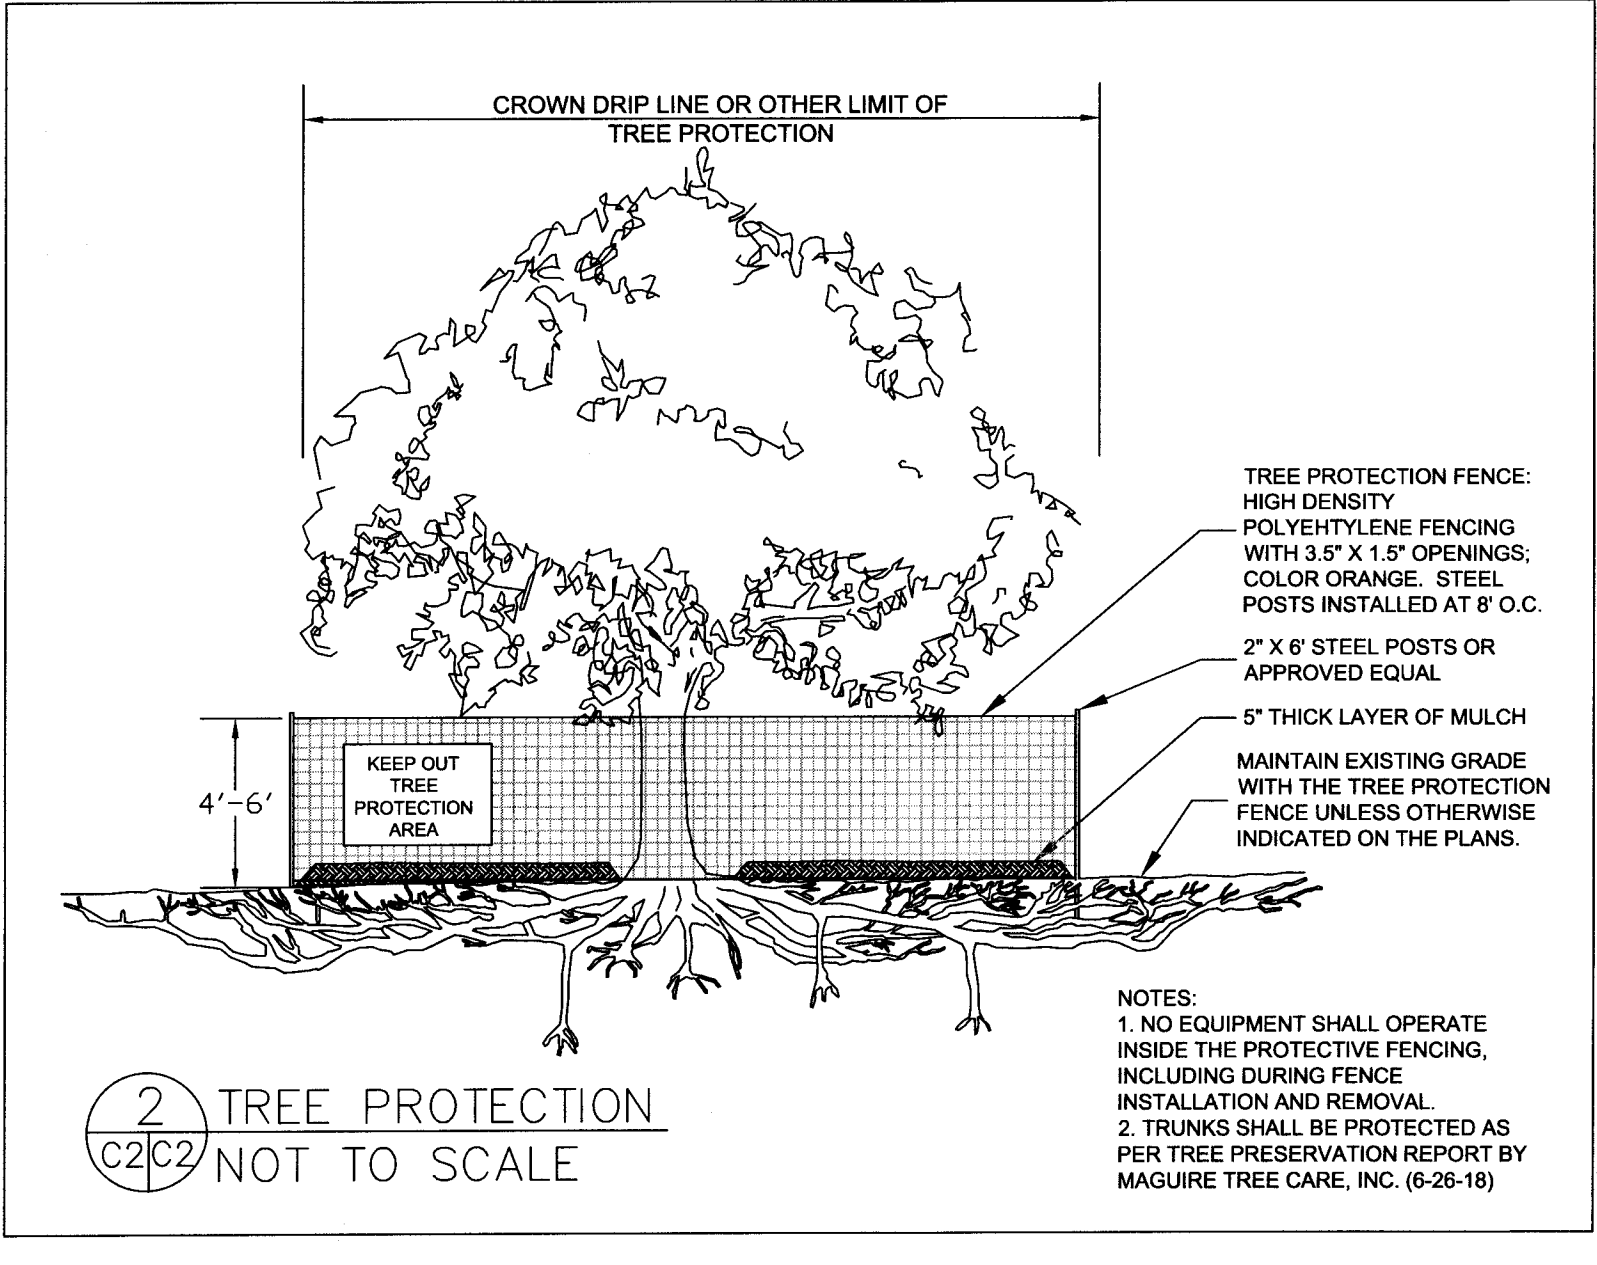 CROWN DRIP LINE OR OTHER LIMIT OF
TREE PROTECTION
TREE PROTECTION FENCE:
HIGH DENSITY
POLYEHTYLENE FENCING
WITH 3.5" X 1.5" OPENINGS;
COLOR ORANGE. STEEL
POSTS INSTALLED AT 8' O.C.
2" X 6' STEEL POSTS OR
APPROVED EQUAL
5" THICK LAYER OF MULCH
MAINTAIN EXISTING GRADE
WITH THE TREE PROTECTION
FENCE UNLESS OTHERWISE
INDICATED ON THE PLANS.
KEEP OUT
TREE
PROTECTION
AREA
4'-6'
NOTES:
1. NO EQUIPMENT SHALL OPERATE
INSIDE THE PROTECTIVE FENCING,
INCLUDING DURING FENCE
INSTALLATION AND REMOVAL.
2. TRUNKS SHALL BE PROTECTED AS
PER TREE PRESERVATION REPORT BY
MAGUIRE TREE CARE, INC. (6-26-18)
2 TREE PROTECTION
C2 C2 NOT TO SCALE